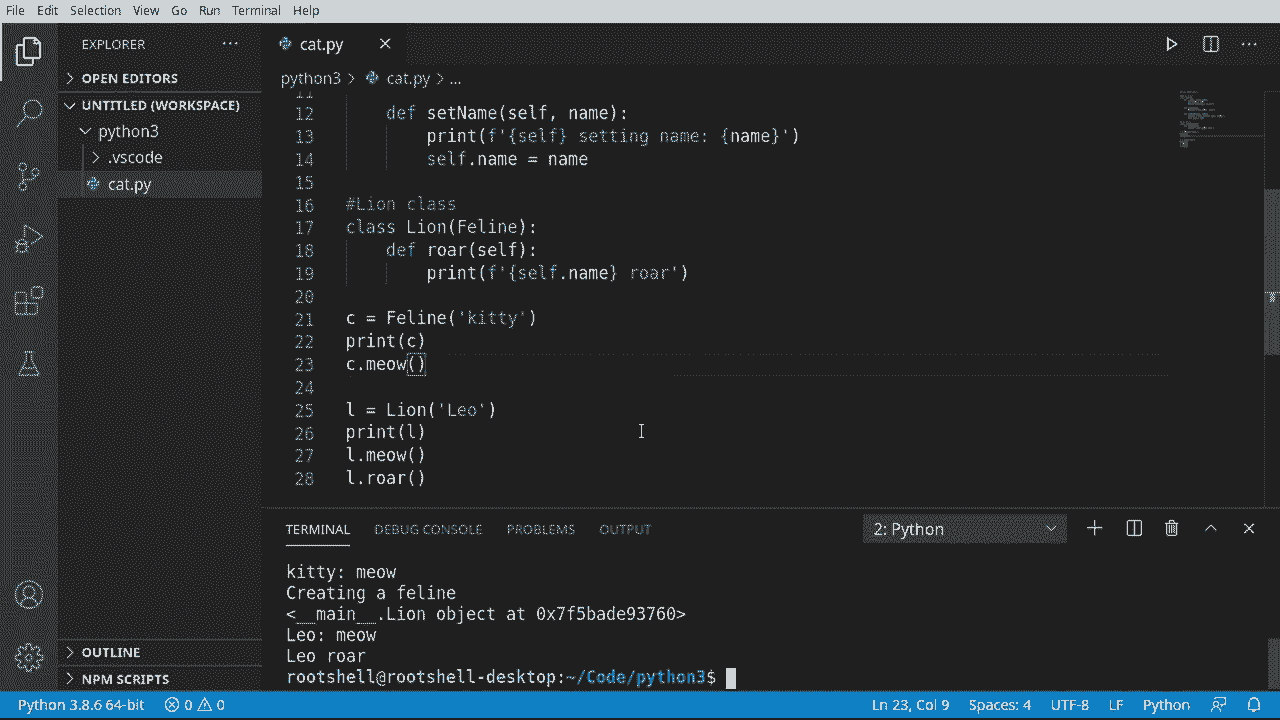 File Edit Selection View Go Run Terminal Help
EXPLORER
OPEN EDITORS
UNTITLED (WORKSPACE)
python3
.vscode
cat.py
OUTLINE
NPM SCRIPTS
cat.py
python3 > cat.py > ...
11
12 def setName(self, name):
13 print(f'{self} setting name: {name}')
14 self.name = name
15
16 #Lion class
17 class Lion(Feline):
18 def roar(self):
19 print(f'{self.name} roar')
20
21 c = Feline('kitty')
22 print(c)
23 c.meow()
24
25 l = Lion('Leo')
26 print(l)
27 l.meow()
28 l.roar()
TERMINAL DEBUG CONSOLE PROBLEMS OUTPUT 2: Python
kitty: meow
Creating a feline
<__main__.Lion object at 0x7f5bade93760>
Leo: meow
Leo roar
rootshell@rootshell-desktop:~/Code/python3$
Python 3.8.6 64-bit 0 0 Ln 23, Col 9 Spaces: 4 UTF-8 LF Python